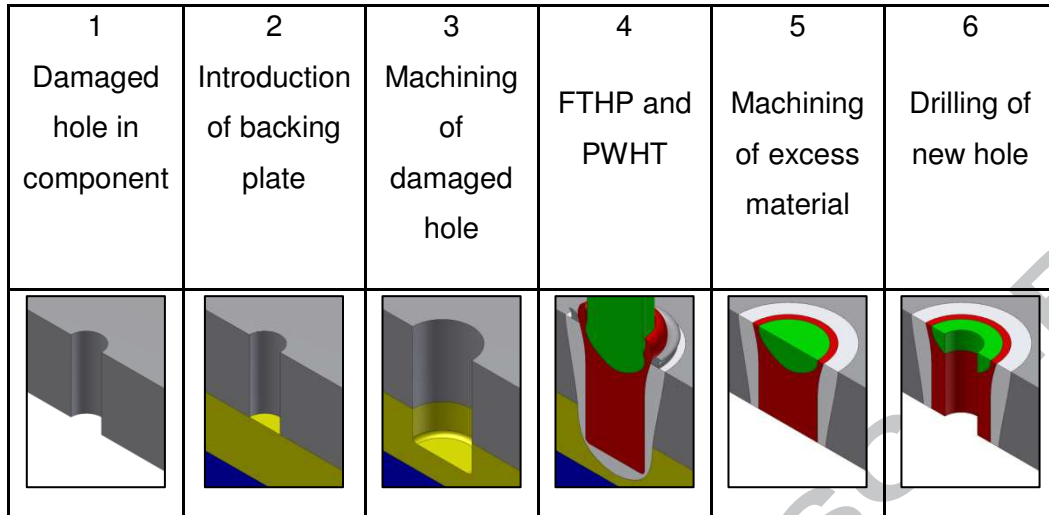 1
Damaged
hole in
component
2
Introduction
of backing
plate
3
Machining
of
damaged
hole
4
FTHP and
PWHT
5
Machining
of excess
material
6
Drilling of
new hole